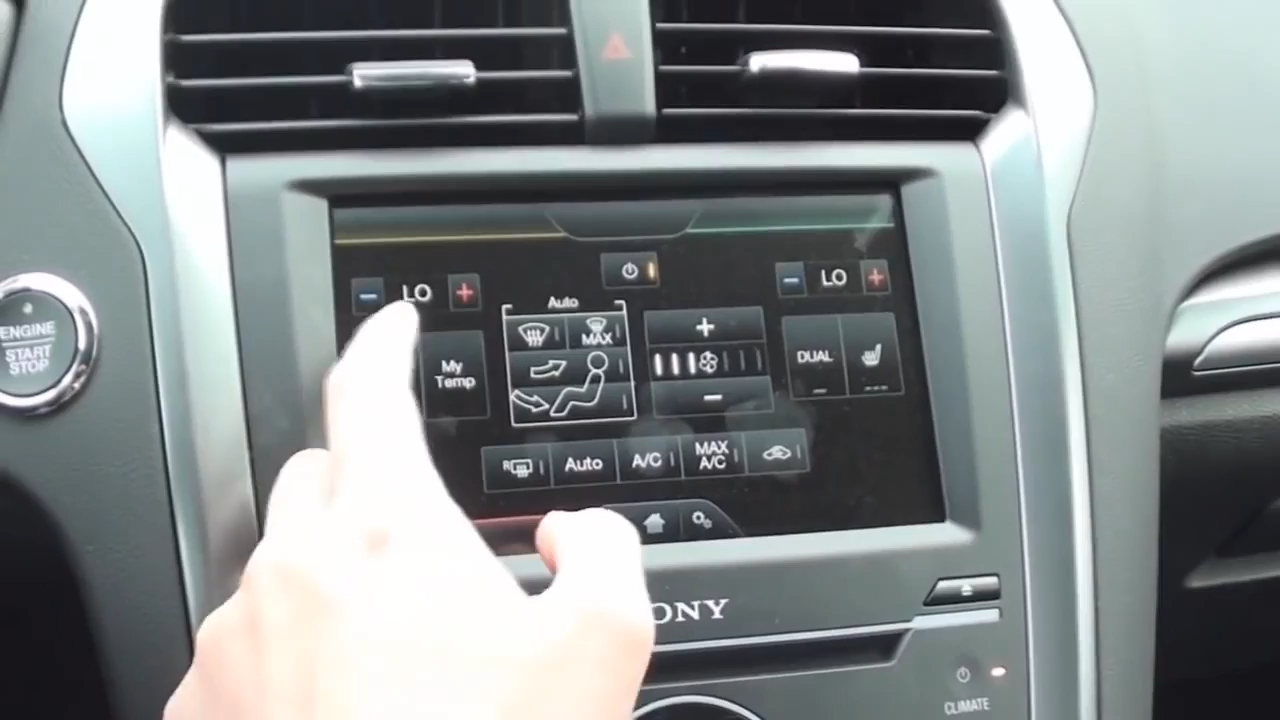 LO
LO
Auto
MAX
My
Temp
DUAL
R
Auto
A/C
MAX
A/C
ENGINE
START
STOP
ONY
CLIMATE